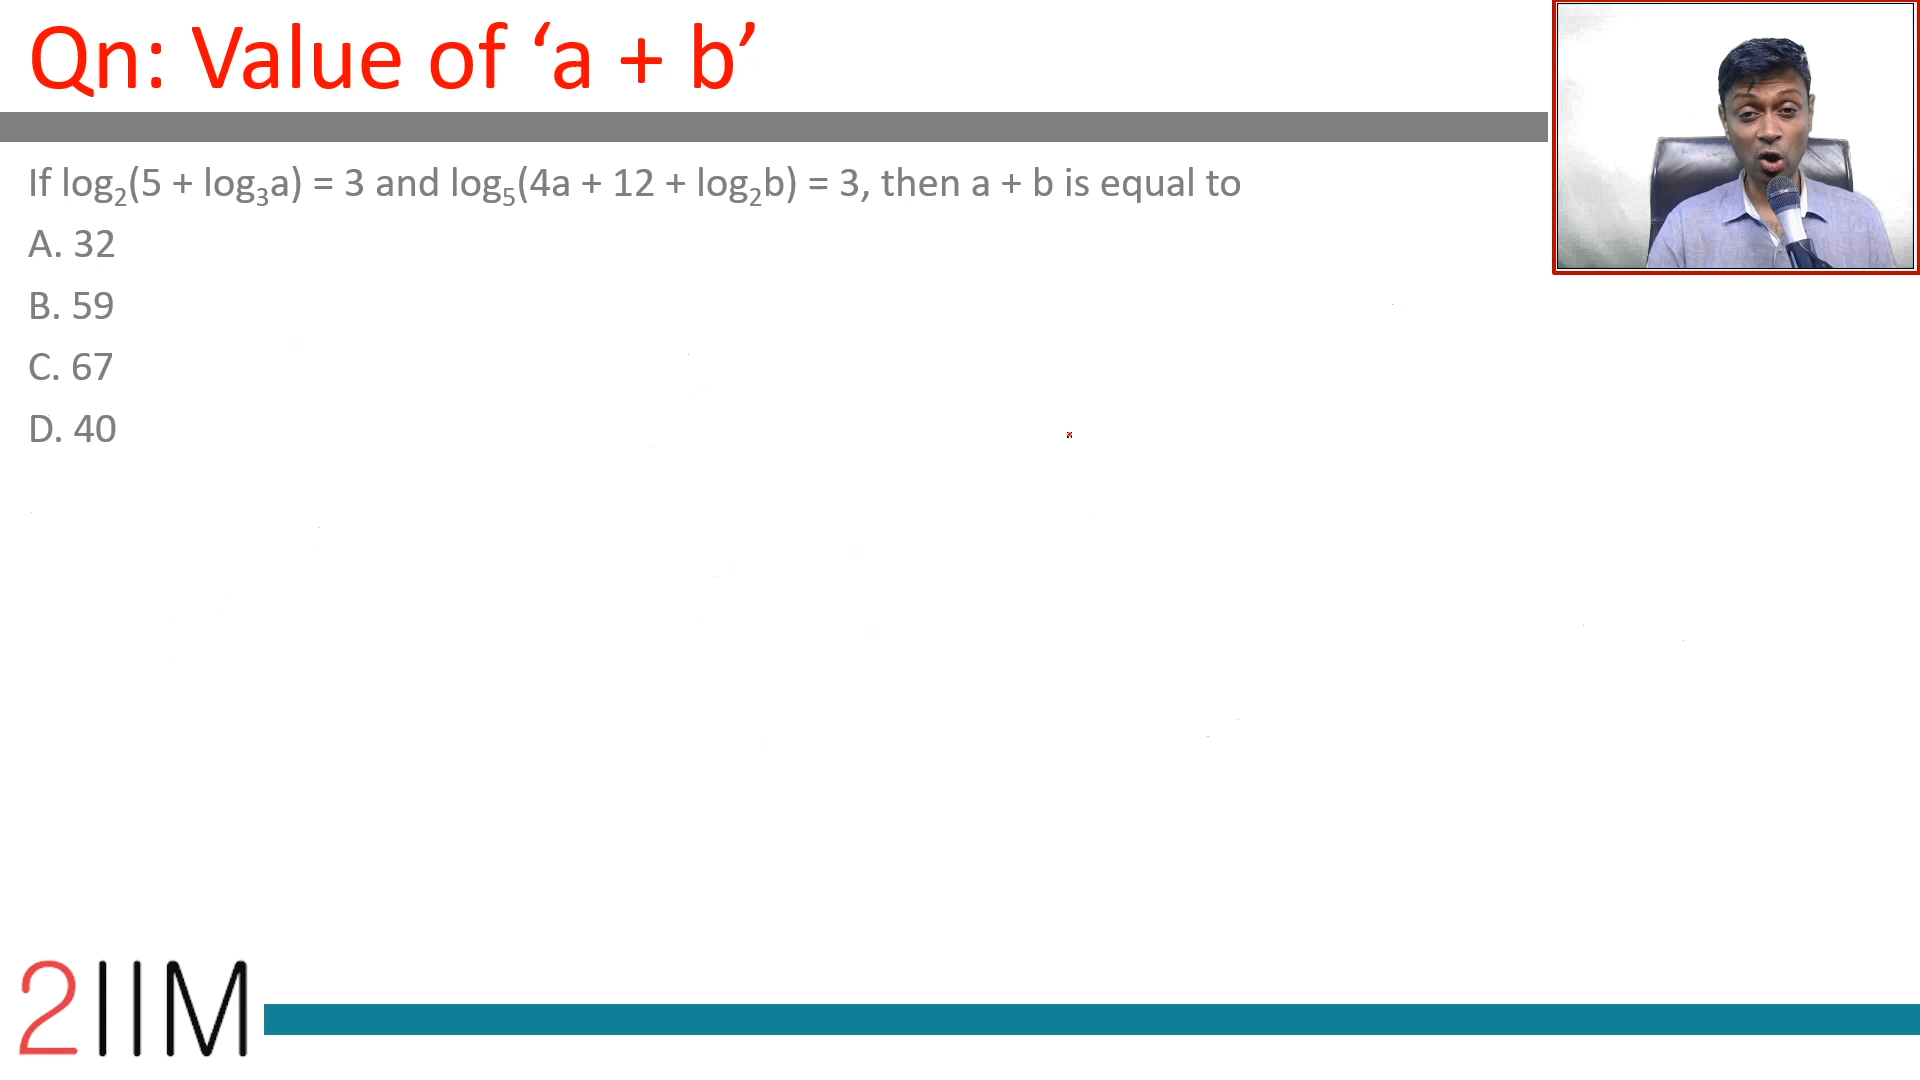 Qn: Value of ‘a + b’
If log₂(5 + log₃a) = 3 and log₅(4a + 12 + log₂b) = 3, then a + b is equal to
A. 32
B. 59
C. 67
D. 40
2IIM